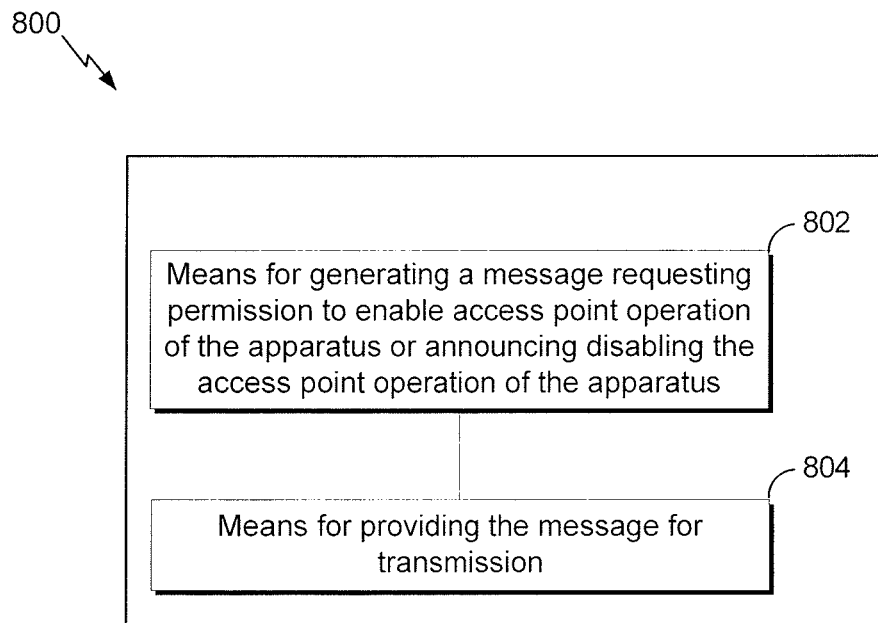 800
802
Means for generating a message requesting
permission to enable access point operation
of the apparatus or announcing disabling the
access point operation of the apparatus
804
Means for providing the message for
transmission